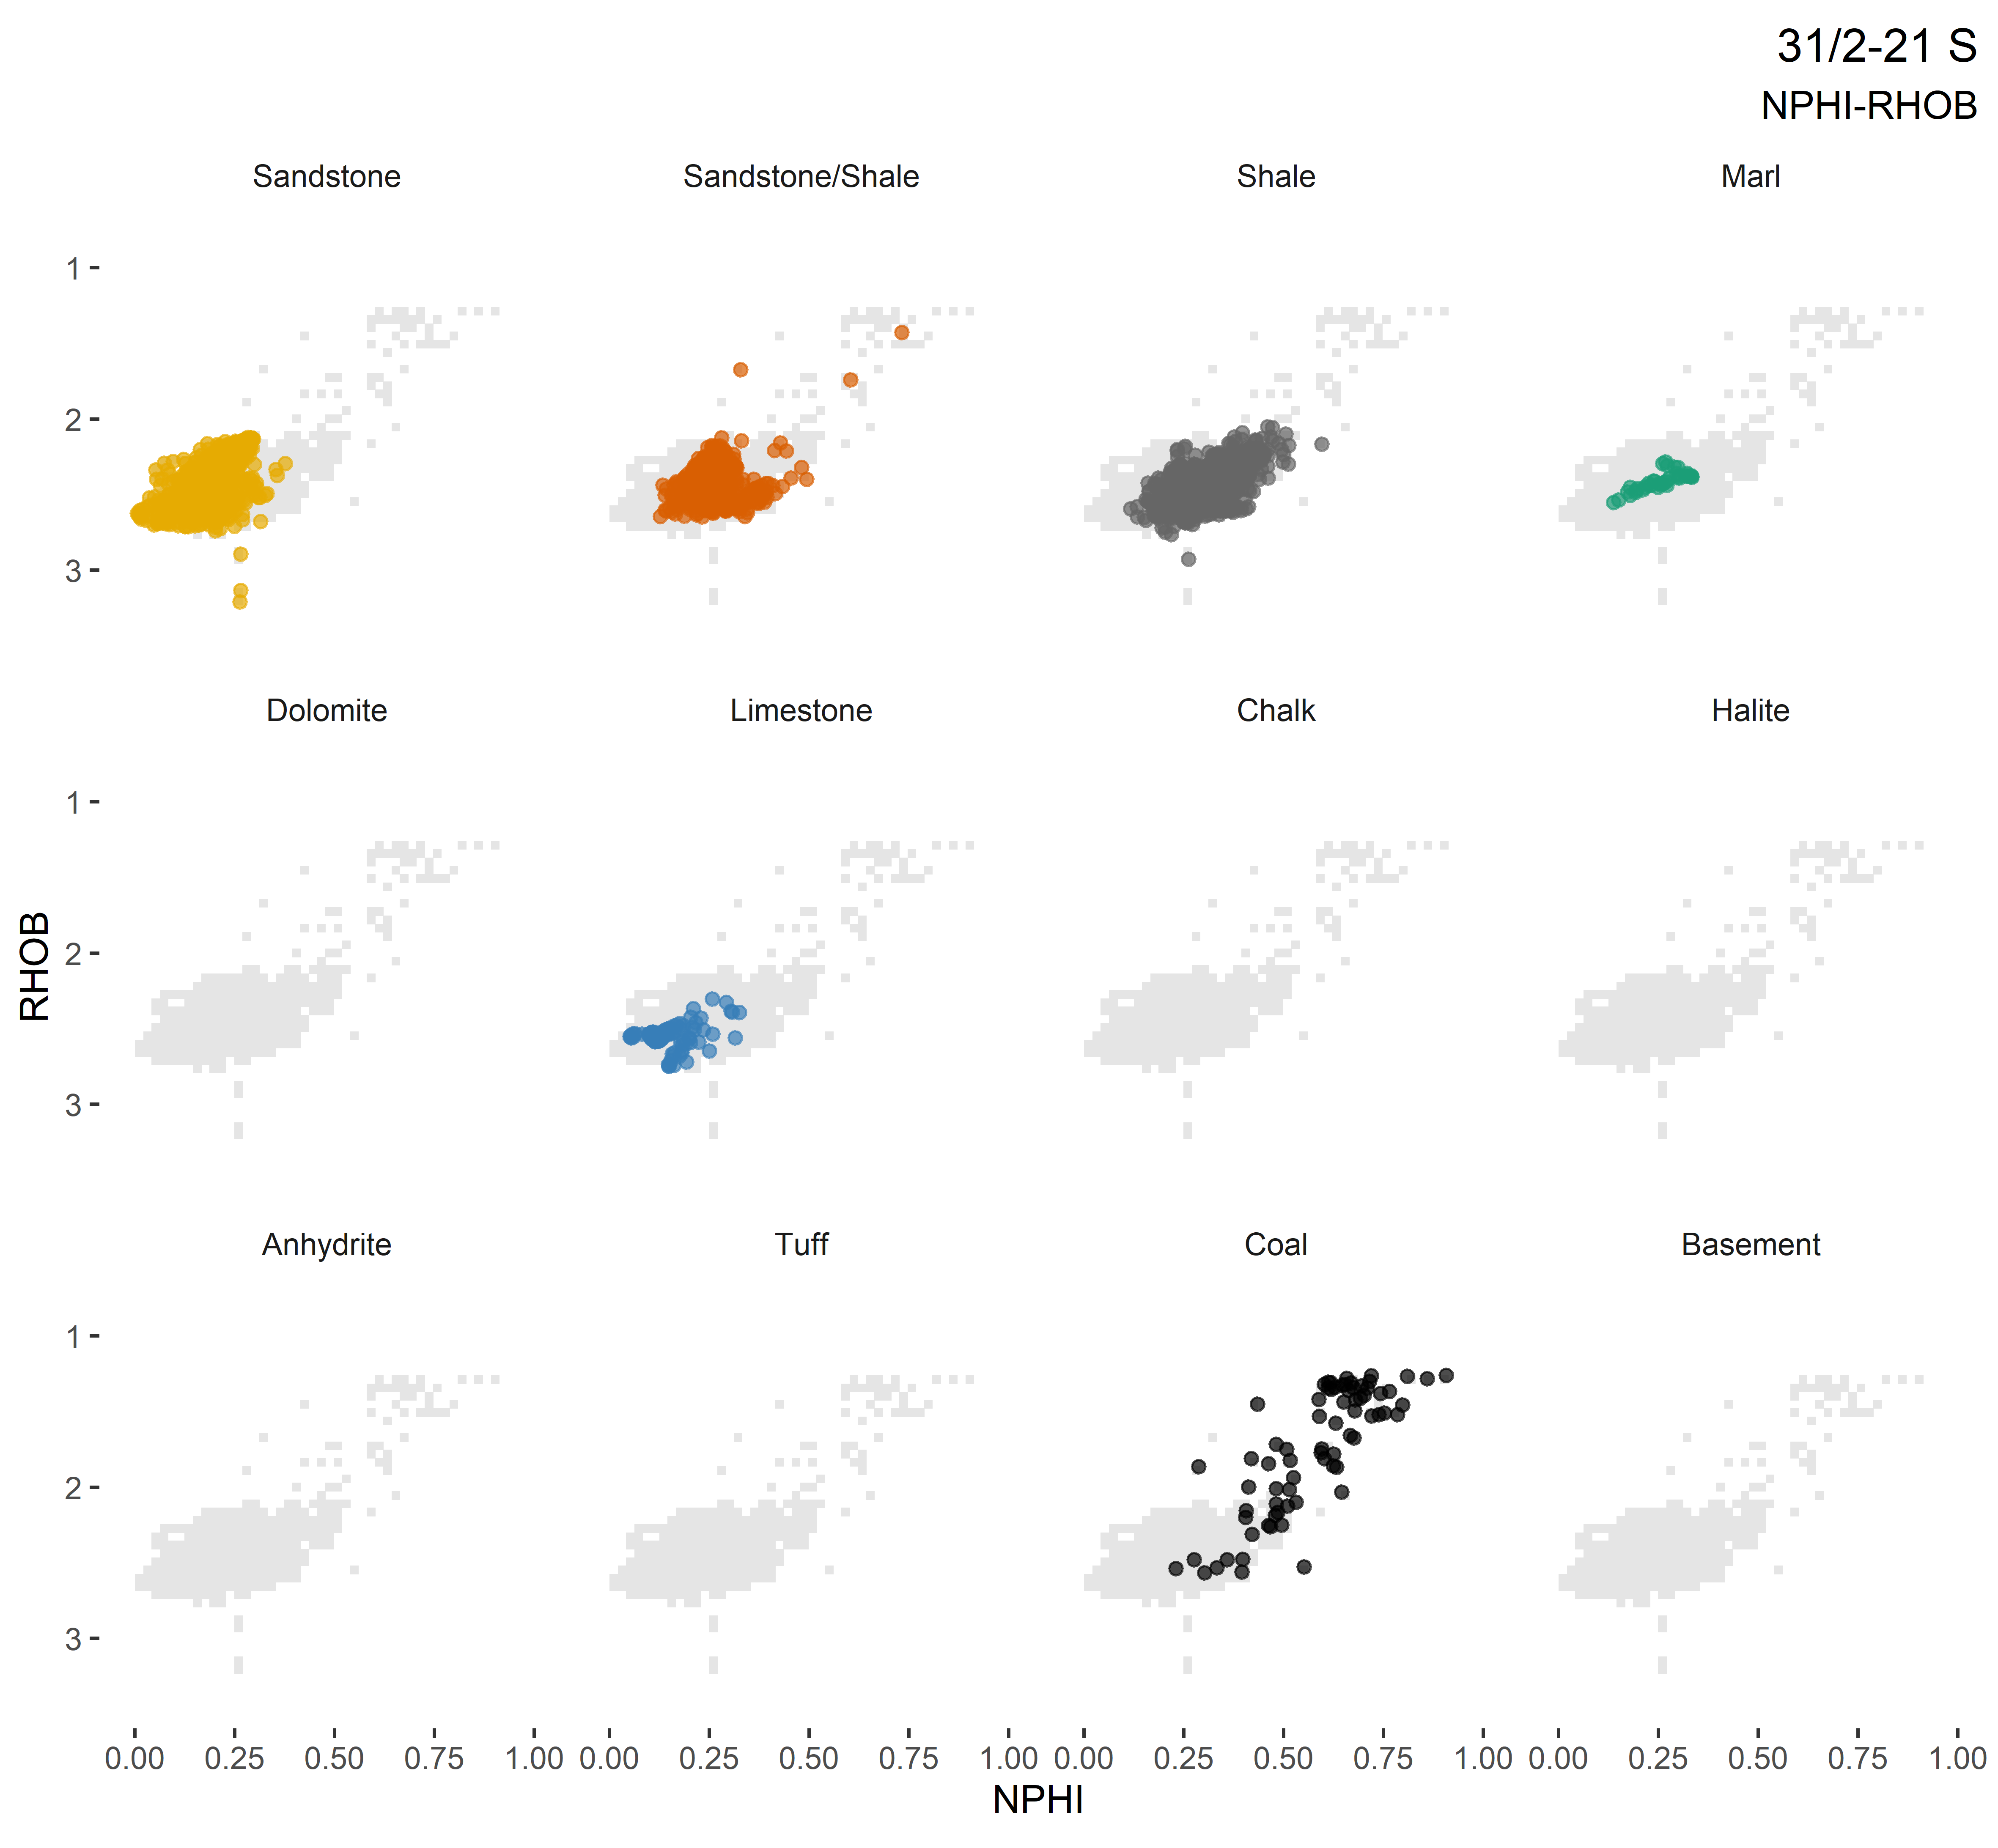 31/2-21 S
NPHI-RHOB
Sandstone Sandstone/Shale Shale Marl
1
2
3
Dolomite Limestone Chalk Halite
1
2
3
RHOB
Anhydrite Tuff Coal Basement
1
2
3
0.00 0.25 0.50 0.75 1.00 0.00 0.25 0.50 0.75 1.00 0.00 0.25 0.50 0.75 1.00 0.00 0.25 0.50 0.75 1.00
NPHI